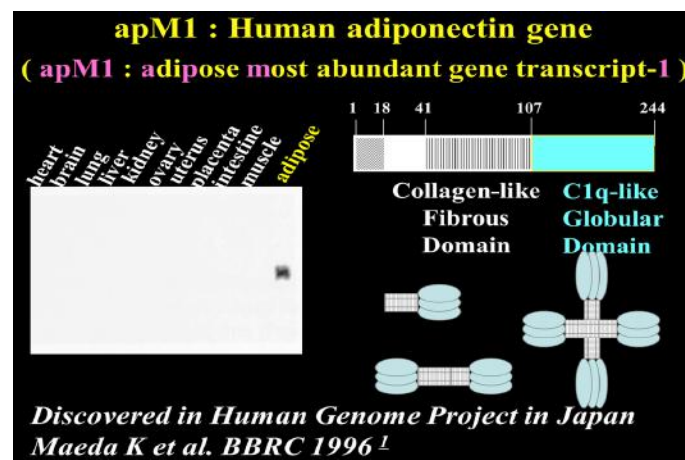 apM1 : Human adiponectin gene
( apM1 : adipose most abundant gene transcript-1 )
heart
brain
lung
liver
kidney
ovary
uterus
placenta
intestine
muscle
adipose
1 18 41 107 244
Collagen-like
Fibrous
Domain
C1q-like
Globular
Domain
Discovered in Human Genome Project in Japan
Maeda K et al. BBRC 1996 1